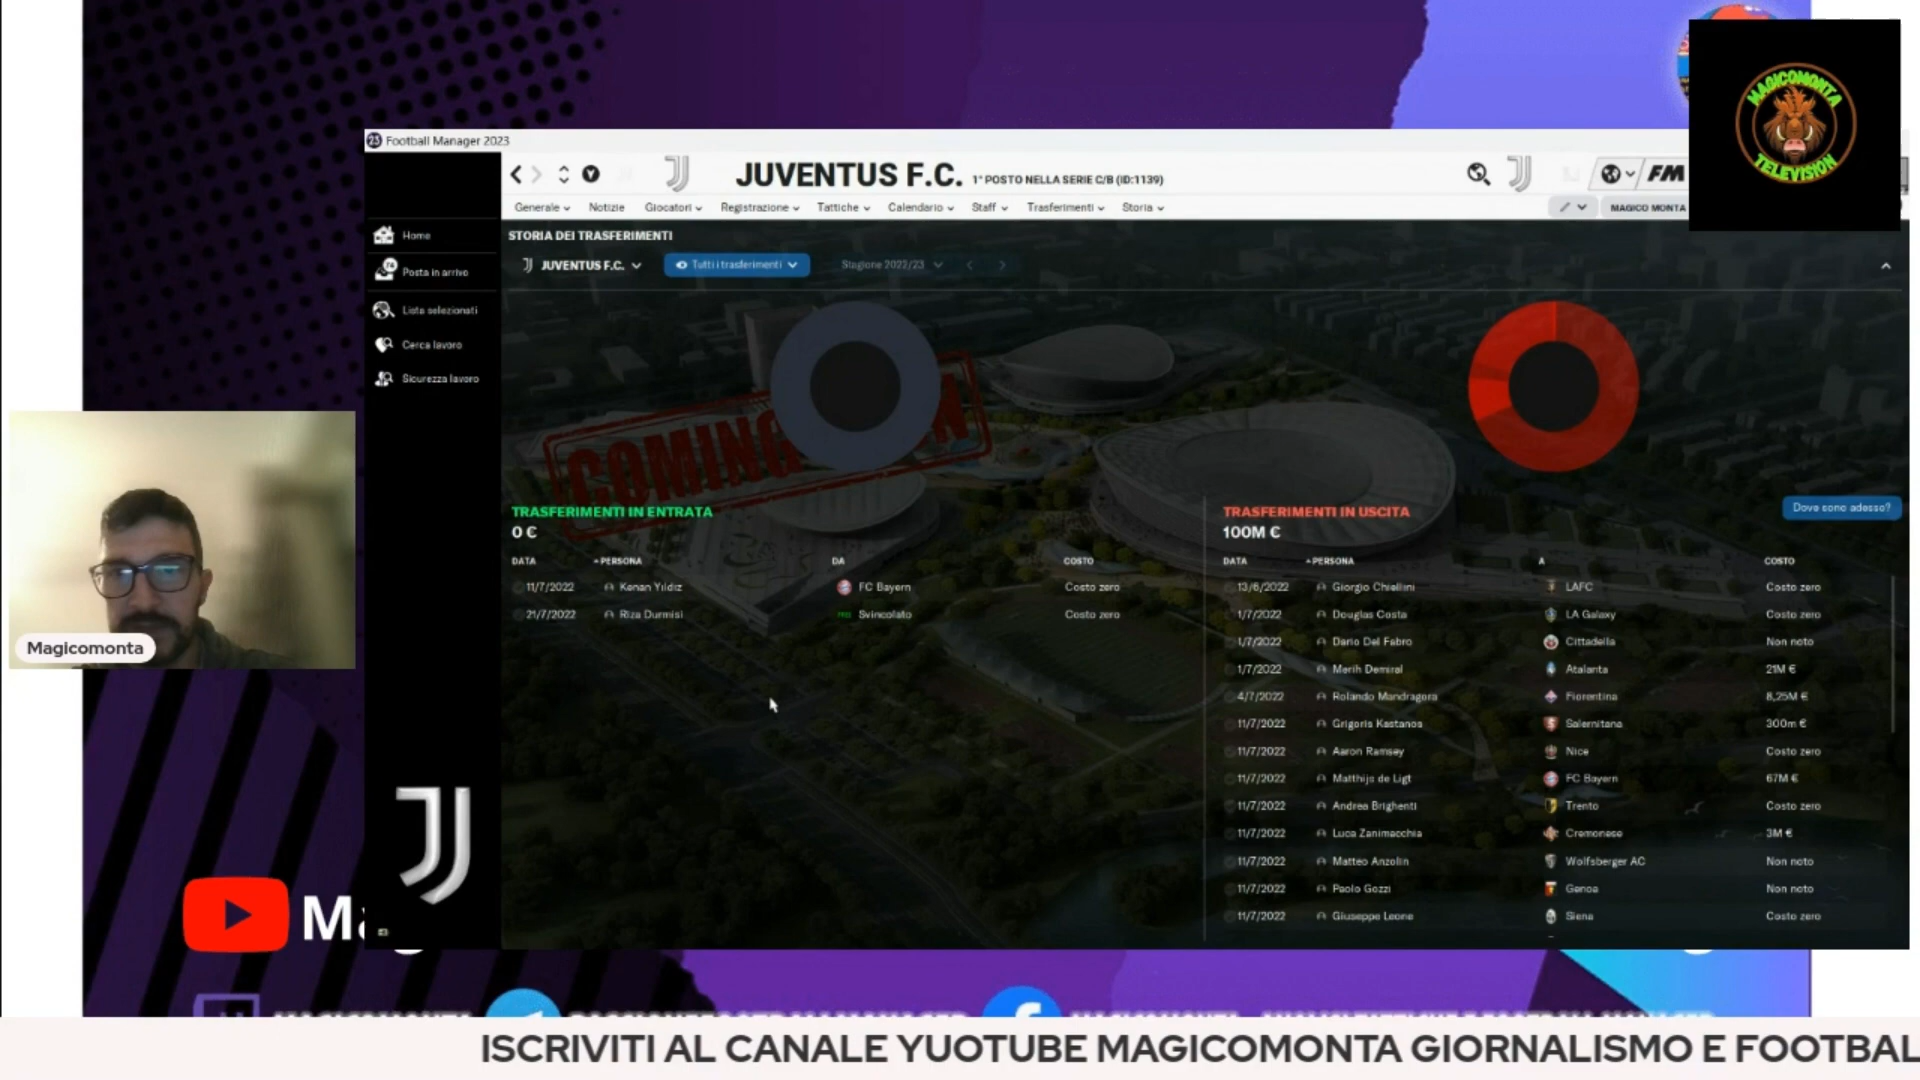 MAGICOMONTA
TELEVISION
Football Manager 2023
JUVENTUS F.C. 1° POSTO NELLA SERIE C/B (ID:1139)
FM
Generale Notizie Giocatori Registrazione Tattiche Calendario Staff Trasferimenti Storia
MAGICO MONTA
Home
Posta in arrivo
Lista selezionati
Cerca lavoro
Sicurezza lavoro
STORIA DEI TRASFERIMENTI
JUVENTUS F.C. Tutti i trasferimenti Stagione 2022/23
COMING
TRASFERIMENTI IN ENTRATA
0 €
DATA PERSONA DA COSTO
11/7/2022 Kenan Yıldız FC Bayern Costo zero
21/7/2022 Riza Durmisi Svincolato Costo zero
TRASFERIMENTI IN USCITA
Dove sono adesso?
100M €
DATA PERSONA A COSTO
13/6/2022 Giorgio Chiellini LAFC Costo zero
1/7/2022 Douglas Costa LA Galaxy Costo zero
1/7/2022 Dario Del Fabro Cittadella Non noto
1/7/2022 Merih Demiral Atalanta 21M €
4/7/2022 Rolando Mandragora Fiorentina 8,25M €
11/7/2022 Grigoris Kastanos Salernitana 300m €
11/7/2022 Aaron Ramsey Nice Costo zero
11/7/2022 Matthijs de Ligt FC Bayern 67M €
11/7/2022 Andrea Brighenti Trento Costo zero
11/7/2022 Luca Zanimacchia Cremonese 3M €
11/7/2022 Matteo Anzolin Wolfsberger AC Non noto
11/7/2022 Paolo Gozzi Genoa Non noto
11/7/2022 Giuseppe Leone Siena Costo zero
Magicomonta
ISCRIVITI AL CANALE YUOTUBE MAGICOMONTA GIORNALISMO E FOOTBAL